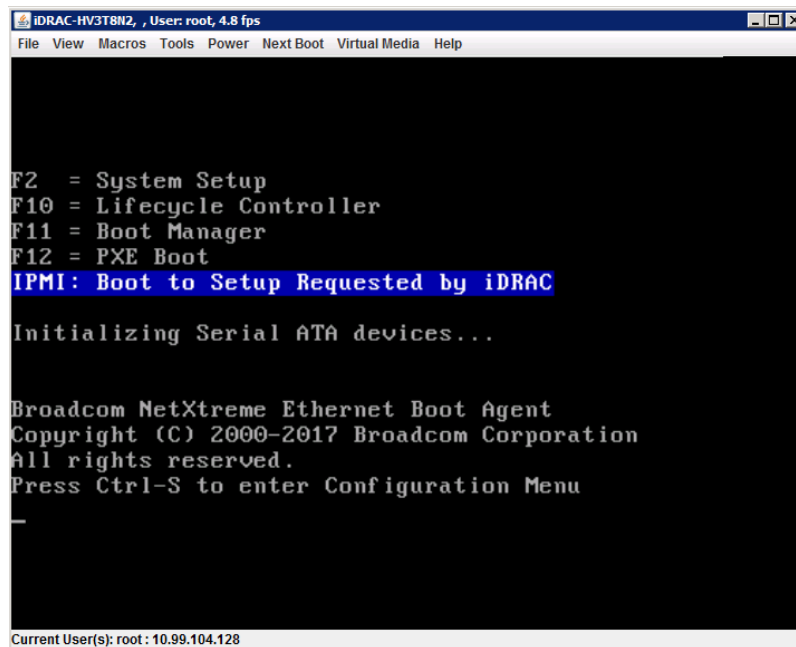 iDRAC-HV3T8N2, , User: root, 4.8 fps
File View Macros Tools Power Next Boot Virtual Media Help
F2 = System Setup
F10 = Lifecycle Controller
F11 = Boot Manager
F12 = PXE Boot
IPMI: Boot to Setup Requested by iDRAC
Initializing Serial ATA devices...
Broadcom NetXtreme Ethernet Boot Agent
Copyright (C) 2000-2017 Broadcom Corporation
All rights reserved.
Press Ctrl-S to enter Configuration Menu
Current User(s): root : 10.99.104.128